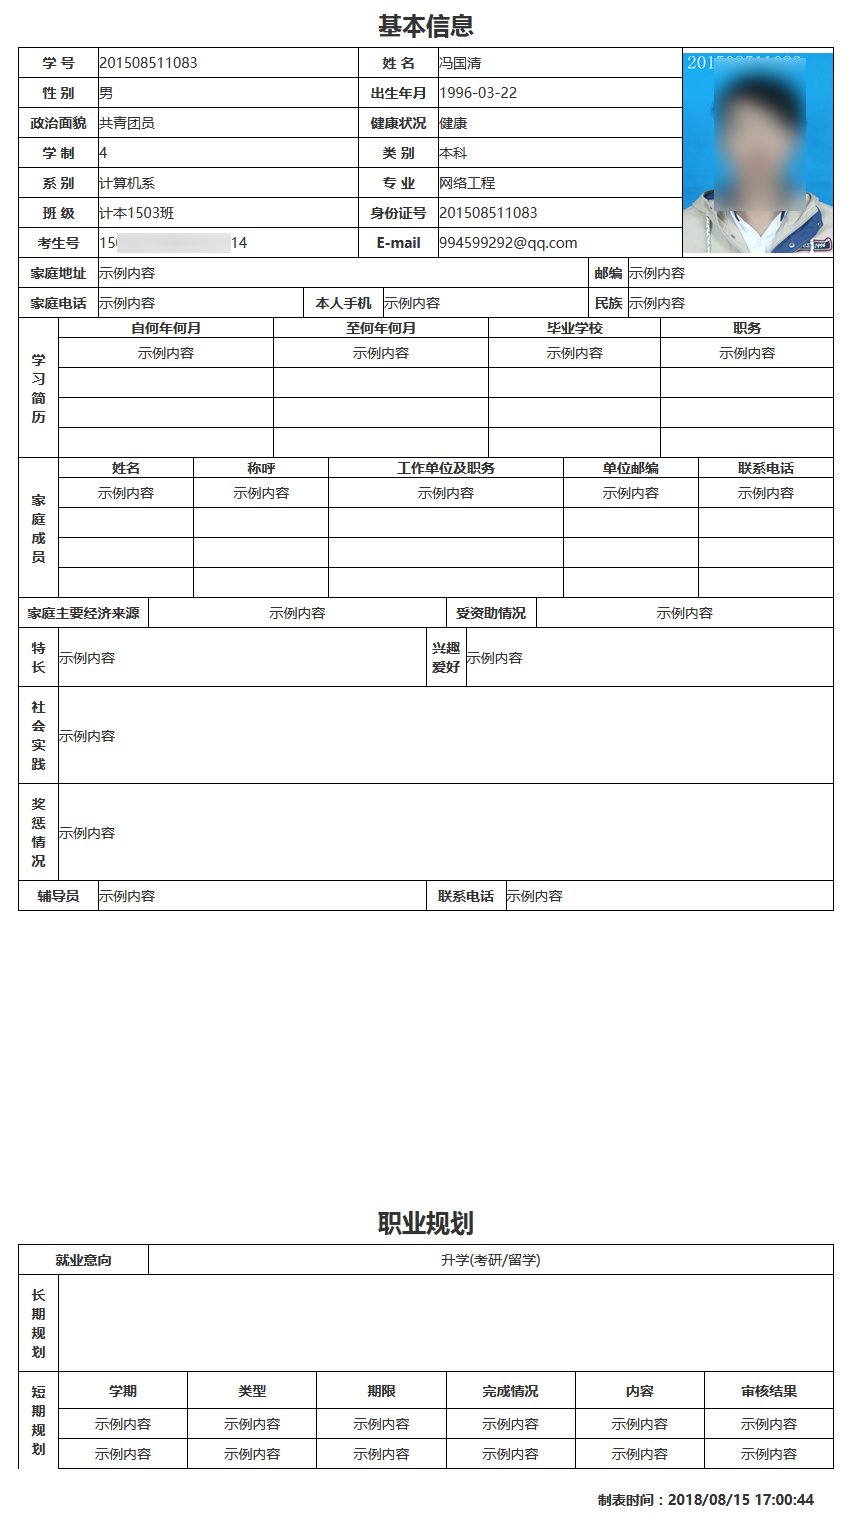 基本信息
学 号 201508511083 姓 名 冯国清
性 别 男 出生年月 1996-03-22
政治面貌 共青团员 健康状况 健康
学 制 4 类 别 本科
系 别 计算机系 专 业 网络工程
班 级 计本1503班 身份证号 201508511083
考生号 15 14 E-mail 994599292@qq.com
家庭地址 示例内容 邮编 示例内容
家庭电话 示例内容 本人手机 示例内容 民族 示例内容
学习简历
自何年何月 至何年何月 毕业学校 职务
示例内容 示例内容 示例内容 示例内容
家庭成员
姓名 称呼 工作单位及职务 单位邮编 联系电话
示例内容 示例内容 示例内容 示例内容 示例内容
家庭主要经济来源 示例内容 受资助情况 示例内容
特长 示例内容 兴趣爱好 示例内容
社会实践 示例内容
奖惩情况 示例内容
辅导员 示例内容 联系电话 示例内容
职业规划
就业意向 升学(考研/留学)
长期规划
短期规划
学期 类型 期限 完成情况 内容 审核结果
示例内容 示例内容 示例内容 示例内容 示例内容 示例内容
示例内容 示例内容 示例内容 示例内容 示例内容 示例内容
制表时间：2018/08/15 17:00:44